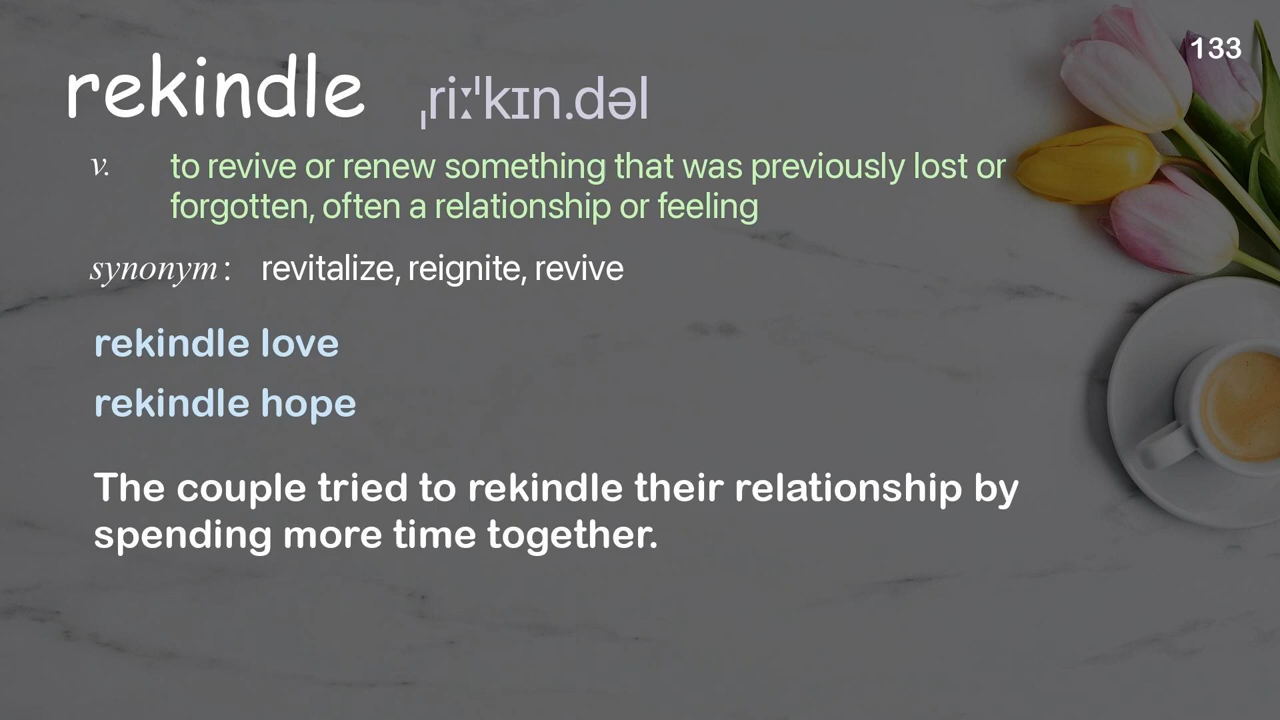 133
rekindle ˌriːˈkɪn.dəl
v. to revive or renew something that was previously lost or
forgotten, often a relationship or feeling
synonym : revitalize, reignite, revive
rekindle love
rekindle hope
The couple tried to rekindle their relationship by
spending more time together.